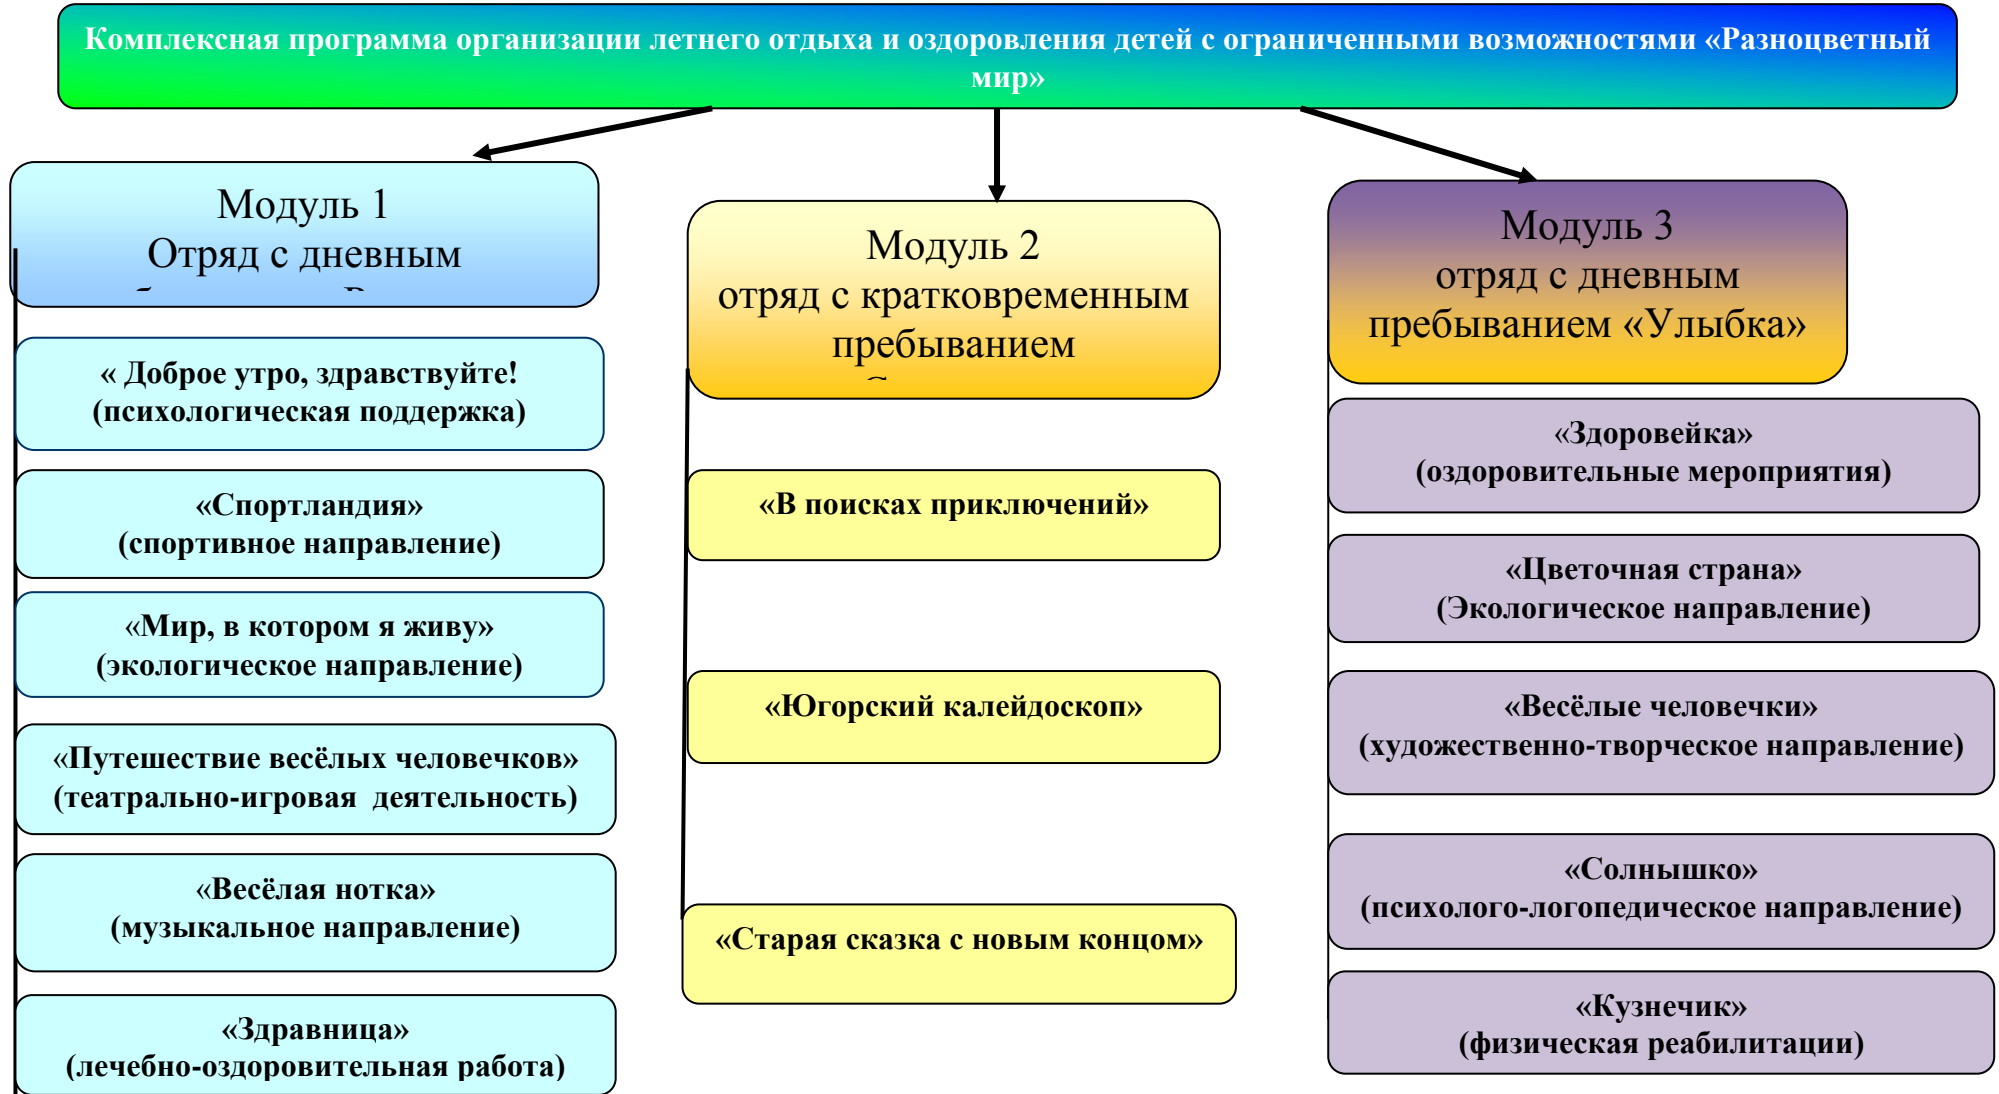 Комплексная программа организации летнего отдыха и оздоровления детей с ограниченными возможностями «Разноцветный
мир»
Модуль 1
Отряд с дневным
Модуль 2
отряд с кратковременным
пребыванием
Модуль 3
отряд с дневным
пребыванием «Улыбка»
« Доброе утро, здравствуйте!
(психологическая поддержка)
«Спортландия»
(спортивное направление)
«Мир, в котором я живу»
(экологическое направление)
«Путешествие весёлых человечков»
(театрально-игровая деятельность)
«Весёлая нотка»
(музыкальное направление)
«Здравница»
(лечебно-оздоровительная работа)
«В поисках приключений»
«Югорский калейдоскоп»
«Старая сказка с новым концом»
«Здоровейка»
(оздоровительные мероприятия)
«Цветочная страна»
(Экологическое направление)
«Весёлые человечки»
(художественно-творческое направление)
«Солнышко»
(психолого-логопедическое направление)
«Кузнечик»
(физическая реабилитации)